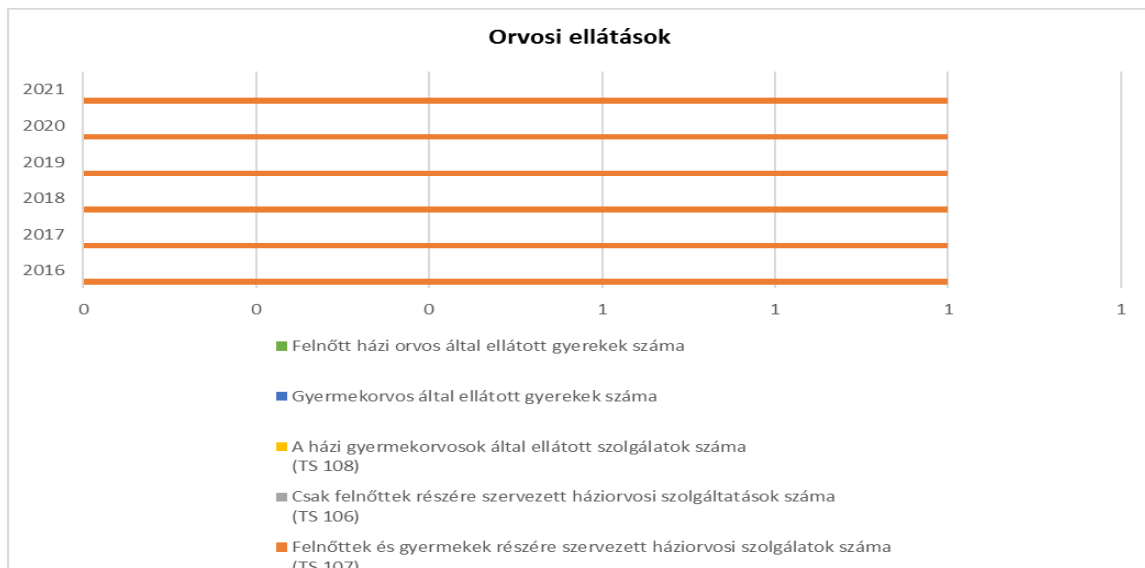 Orvosi ellátások
2021
2020
2019
2018
2017
2016
0 0 0 1 1 1 1
Felnőtt házi orvos által ellátott gyerekek száma
Gyermekorvos által ellátott gyerekek száma
A házi gyermekorvosok által ellátott szolgálatok száma
(TS 108)
Csak felnőttek részére szervezett háziorvosi szolgáltatások száma
(TS 106)
Felnőttek és gyermekek részére szervezett háziorvosi szolgálatok száma
(TS 107)